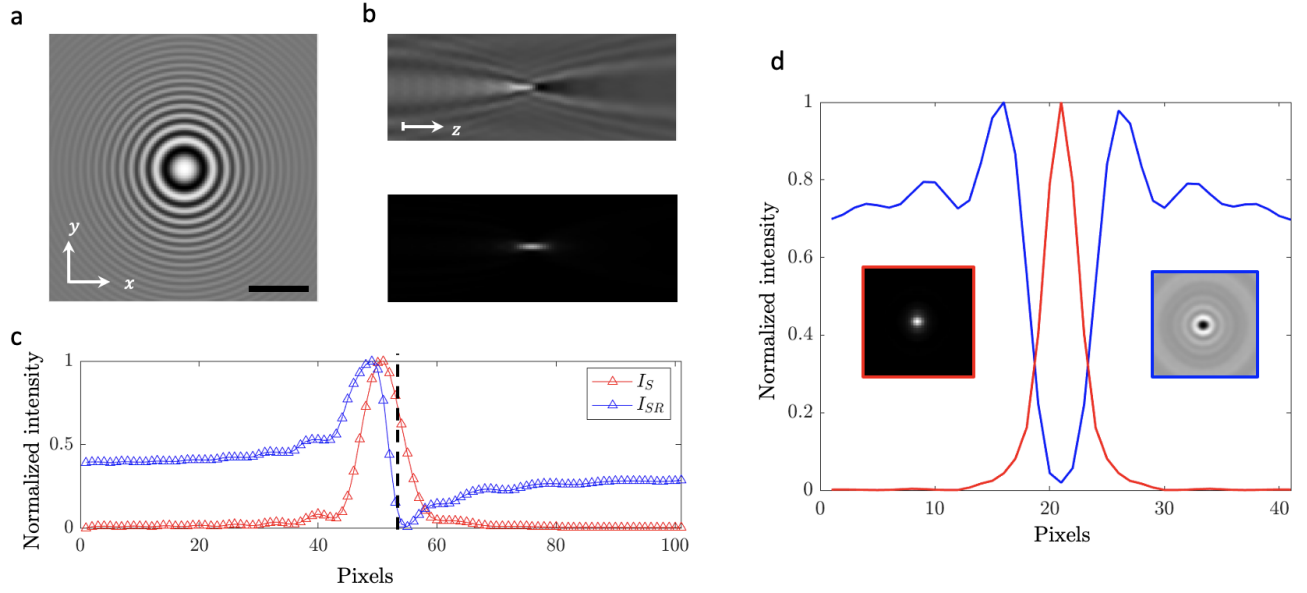 a
y
x
b
z
c
Normalized intensity
1
0.5
0
0 20 40 60 80 100
Pixels
I_S
I_SR
d
Normalized intensity
1
0.8
0.6
0.4
0.2
0
0 10 20 30 40
Pixels